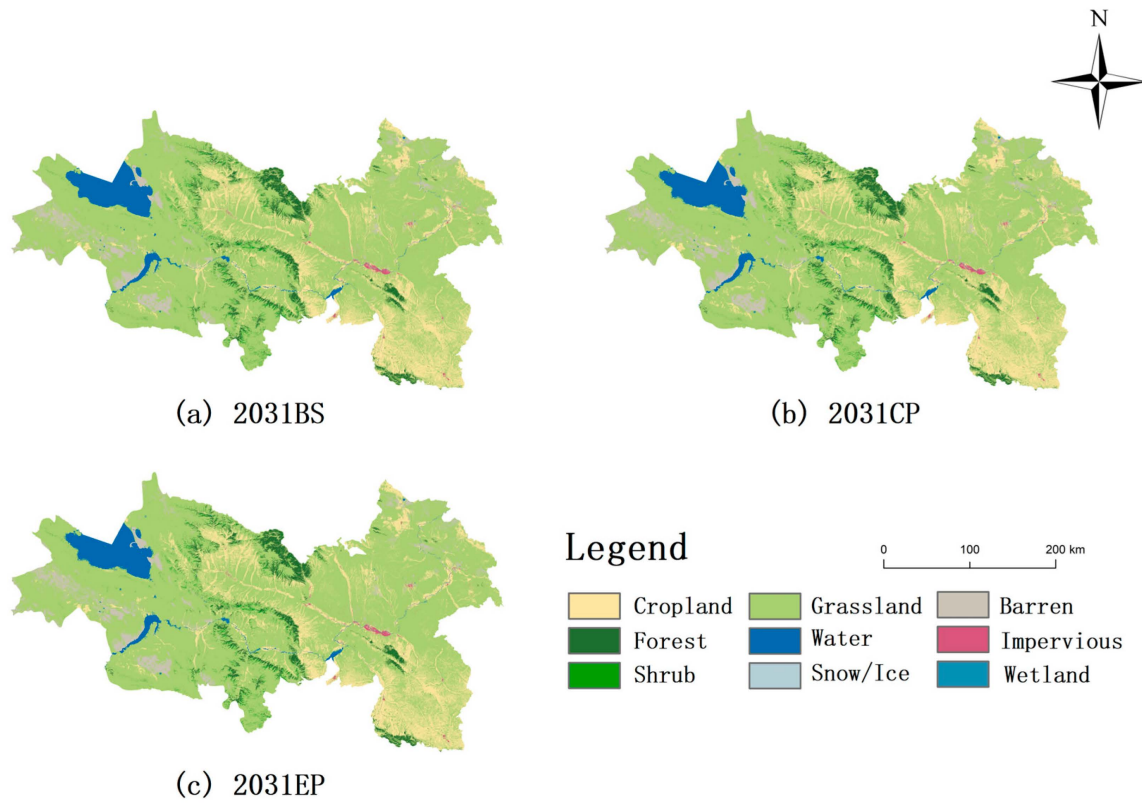 N
(a) 2031BS
(b) 2031CP
(c) 2031EP
Legend
0 100 200 km
Cropland Grassland Barren
Forest Water Impervious
Shrub Snow/Ice Wetland